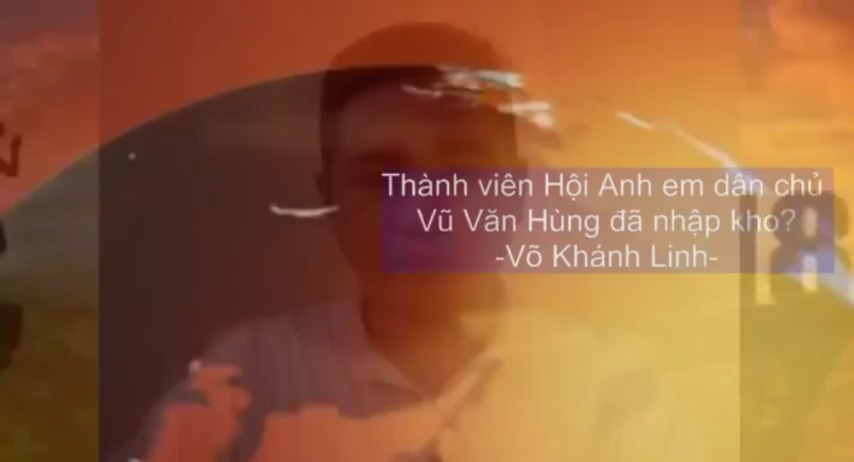 Thành viên Hội Anh em dân chủ
Vũ Văn Hùng đã nhập kho?
-Võ Khánh Linh-